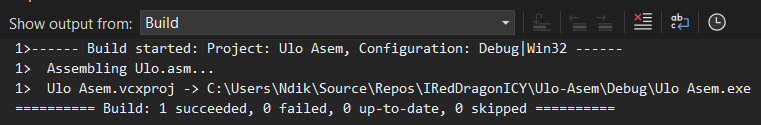 Show output from: Build
1>------ Build started: Project: Ulo Asem, Configuration: Debug|Win32 ------
1>  Assembling Ulo.asm...
1>  Ulo Asem.vcxproj -> C:\Users\Ndik\Source\Repos\IRedDragonICY\Ulo-Asem\Debug\Ulo Asem.exe
========== Build: 1 succeeded, 0 failed, 0 up-to-date, 0 skipped ==========